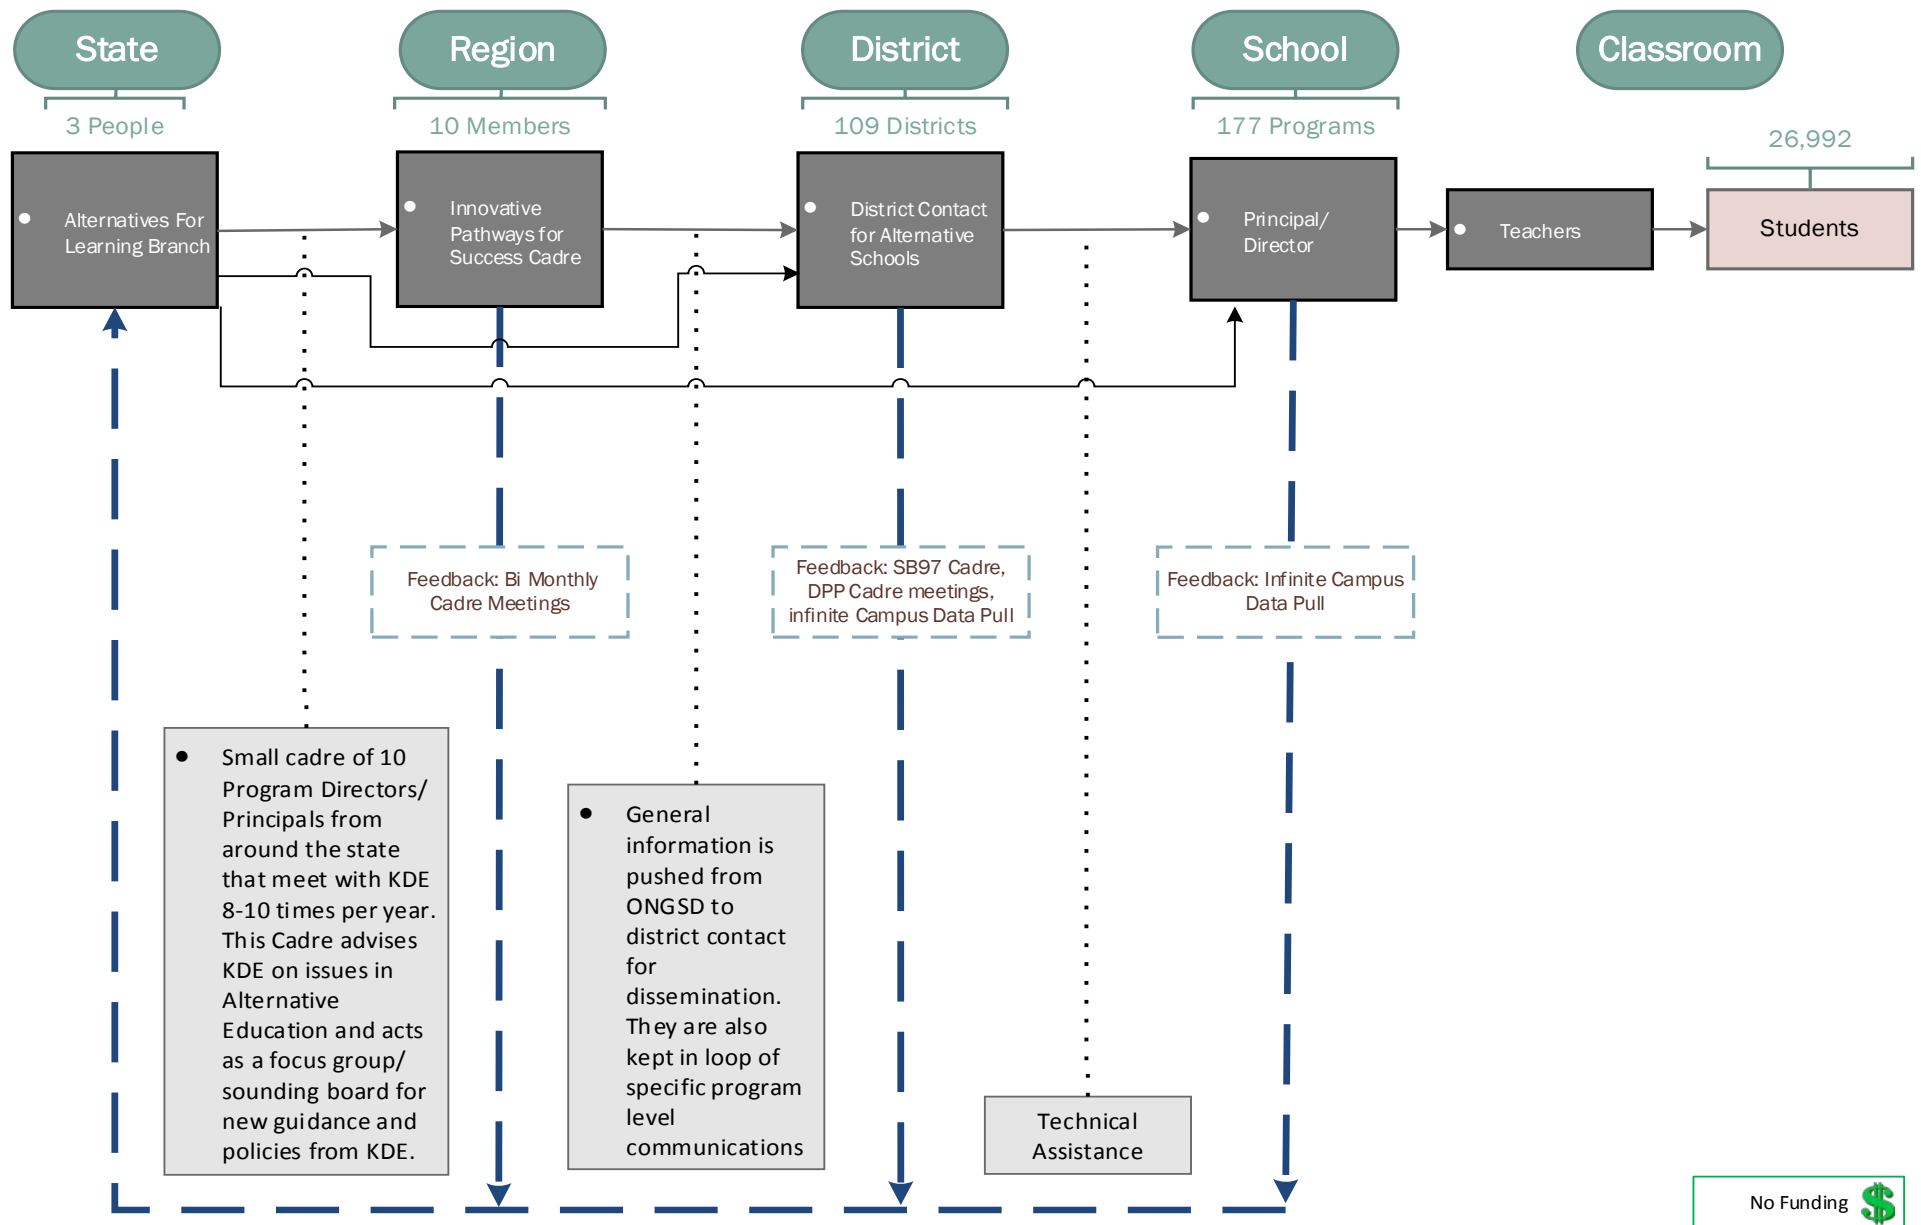 State
Region
District
School
Classroom
3 People
10 Members
109 Districts
177 Programs
26,992
Alternatives For
Learning Branch
Innovative
Pathways for
Success Cadre
District Contact
for Alternative
Schools
Principal/
Director
Teachers
Students
Feedback: Bi Monthly
Cadre Meetings
Feedback: SB97 Cadre,
DPP Cadre meetings,
infinite Campus Data Pull
Feedback: Infinite Campus
Data Pull
Small cadre of 10
Program Directors/
Principals from
around the state
that meet with KDE
8-10 times per year.
This Cadre advises
KDE on issues in
Alternative
Education and acts
as a focus group/
sounding board for
new guidance and
policies from KDE.
General
information is
pushed from
ONGSD to
district contact
for
dissemination.
They are also
kept in loop of
specific program
level
communications
Technical
Assistance
No Funding $